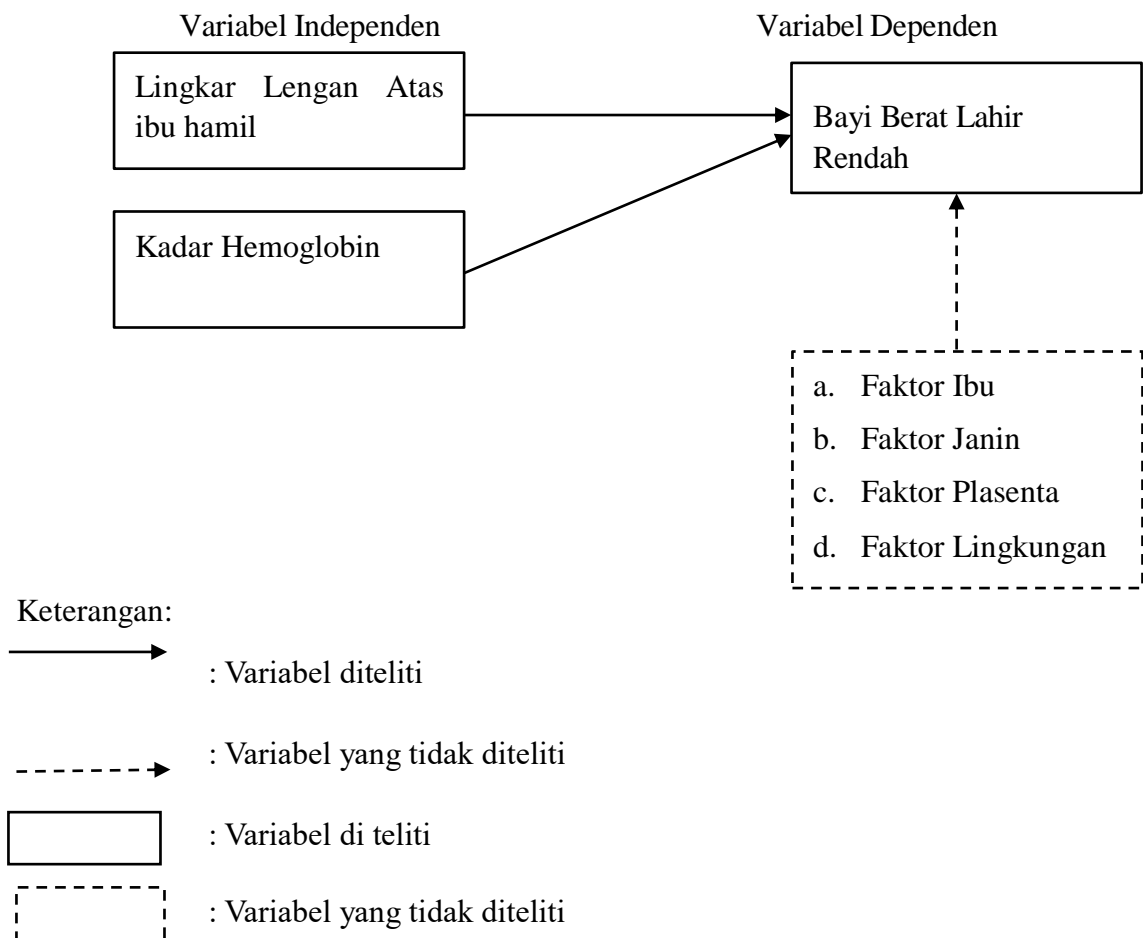 Variabel Independen
Variabel Dependen
Lingkar Lengan Atas
ibu hamil
Bayi Berat Lahir
Rendah
Kadar Hemoglobin
a. Faktor Ibu
b. Faktor Janin
c. Faktor Plasenta
d. Faktor Lingkungan
Keterangan:
: Variabel diteliti
: Variabel yang tidak diteliti
: Variabel di teliti
: Variabel yang tidak diteliti